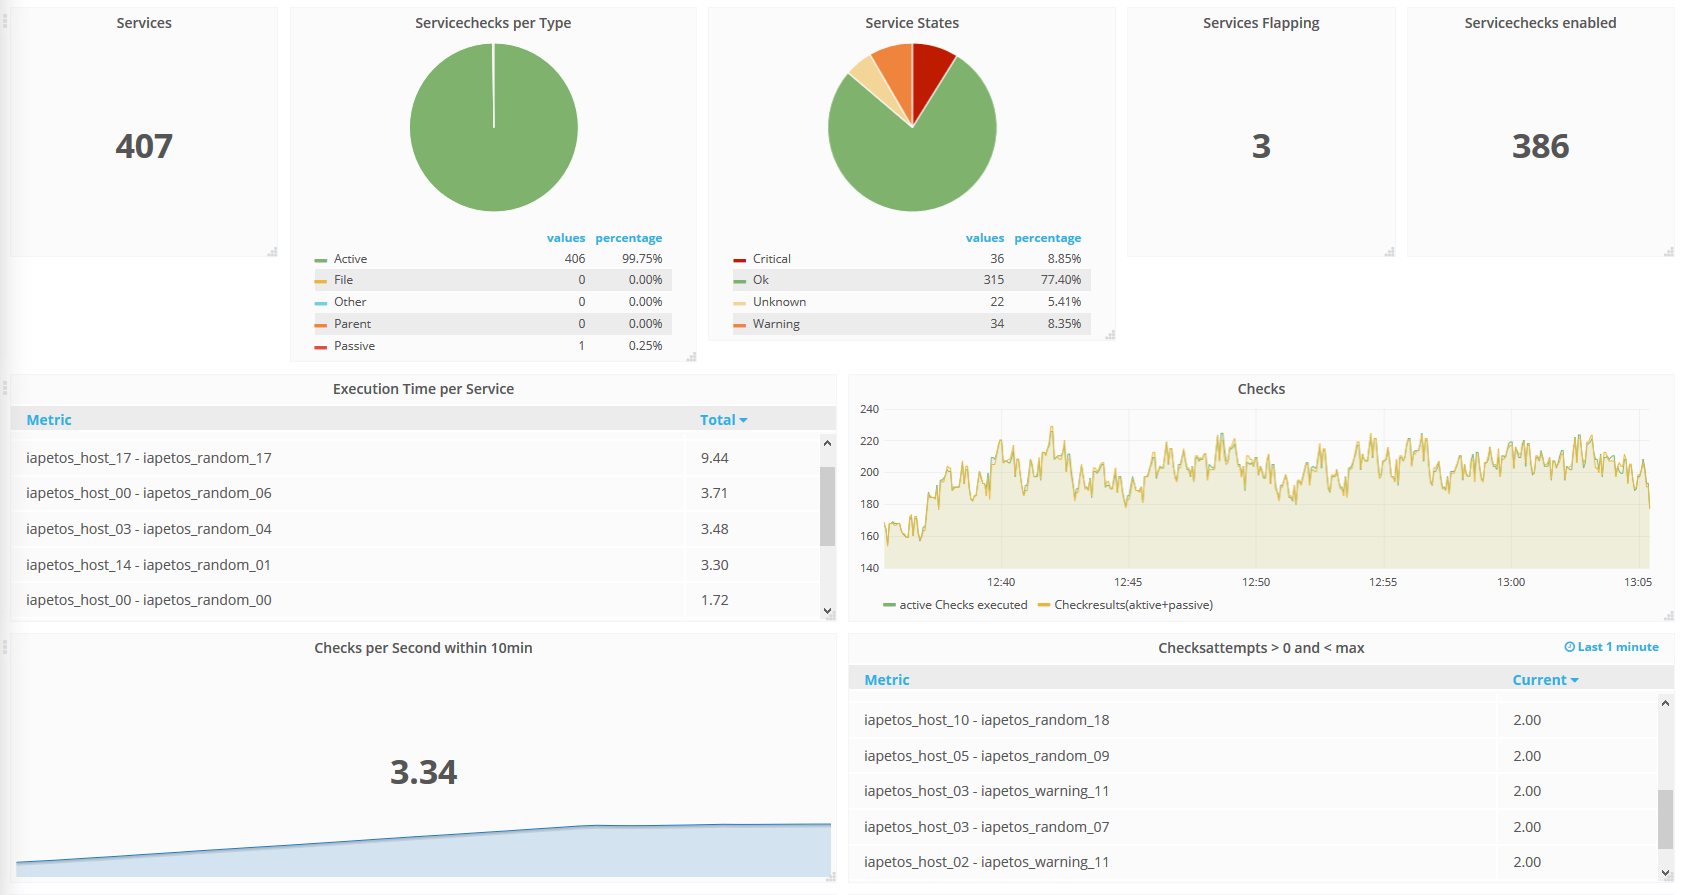 Services
407
Servicechecks per Type
values percentage
Active 406 99.75%
File 0 0.00%
Other 0 0.00%
Parent 0 0.00%
Passive 1 0.25%
Service States
values percentage
Critical 36 8.85%
Ok 315 77.40%
Unknown 22 5.41%
Warning 34 8.35%
Services Flapping
3
Servicechecks enabled
386
Execution Time per Service
Metric Total
iapetos_host_17 - iapetos_random_17 9.44
iapetos_host_00 - iapetos_random_06 3.71
iapetos_host_03 - iapetos_random_04 3.48
iapetos_host_14 - iapetos_random_01 3.30
iapetos_host_00 - iapetos_random_00 1.72
Checks
240
220
200
180
160
140
12:40 12:45 12:50 12:55 13:00 13:05
active Checks executed Checkresults(aktive+passive)
Checks per Second within 10min
3.34
Checksattempts > 0 and < max Last 1 minute
Metric Current
iapetos_host_10 - iapetos_random_18 2.00
iapetos_host_05 - iapetos_random_09 2.00
iapetos_host_03 - iapetos_warning_11 2.00
iapetos_host_03 - iapetos_random_07 2.00
iapetos_host_02 - iapetos_warning_11 2.00